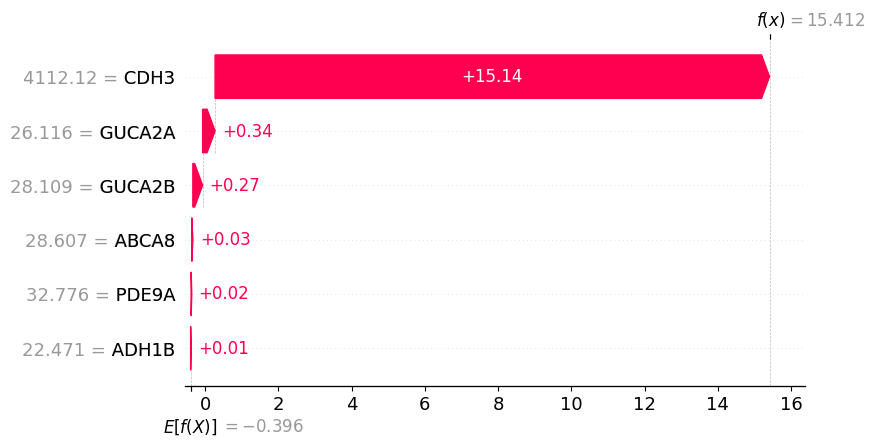 f(x) = 15.412
4112.12 = CDH3 +15.14
26.116 = GUCA2A +0.34
28.109 = GUCA2B +0.27
28.607 = ABCA8 +0.03
32.776 = PDE9A +0.02
22.471 = ADH1B +0.01
0 2 4 6 8 10 12 14 16
E[f(X)] = −0.396